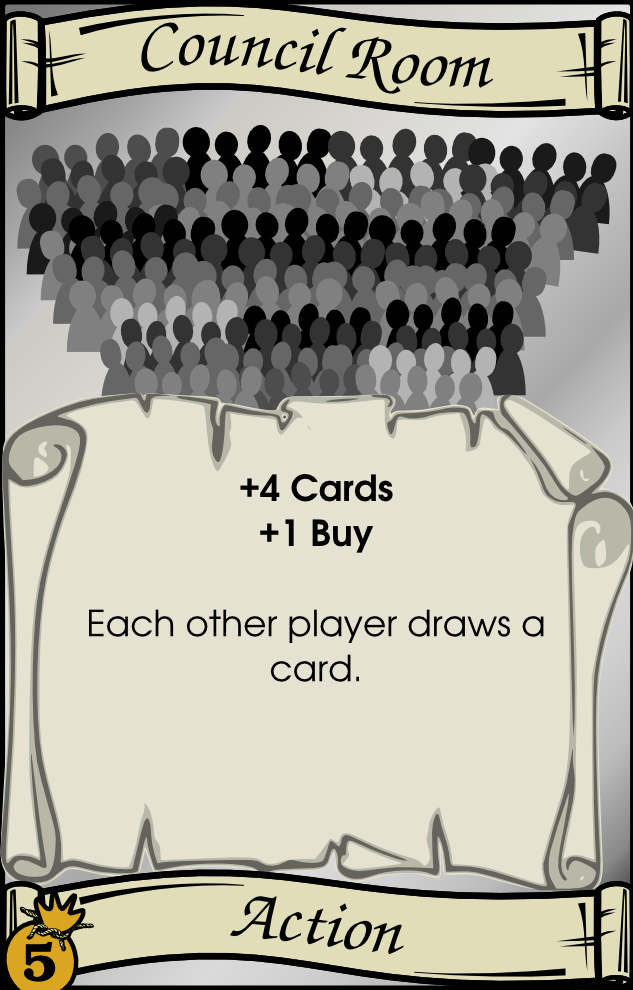 Council Room
+4 Cards
+1 Buy
Each other player draws a
card.
Action
5